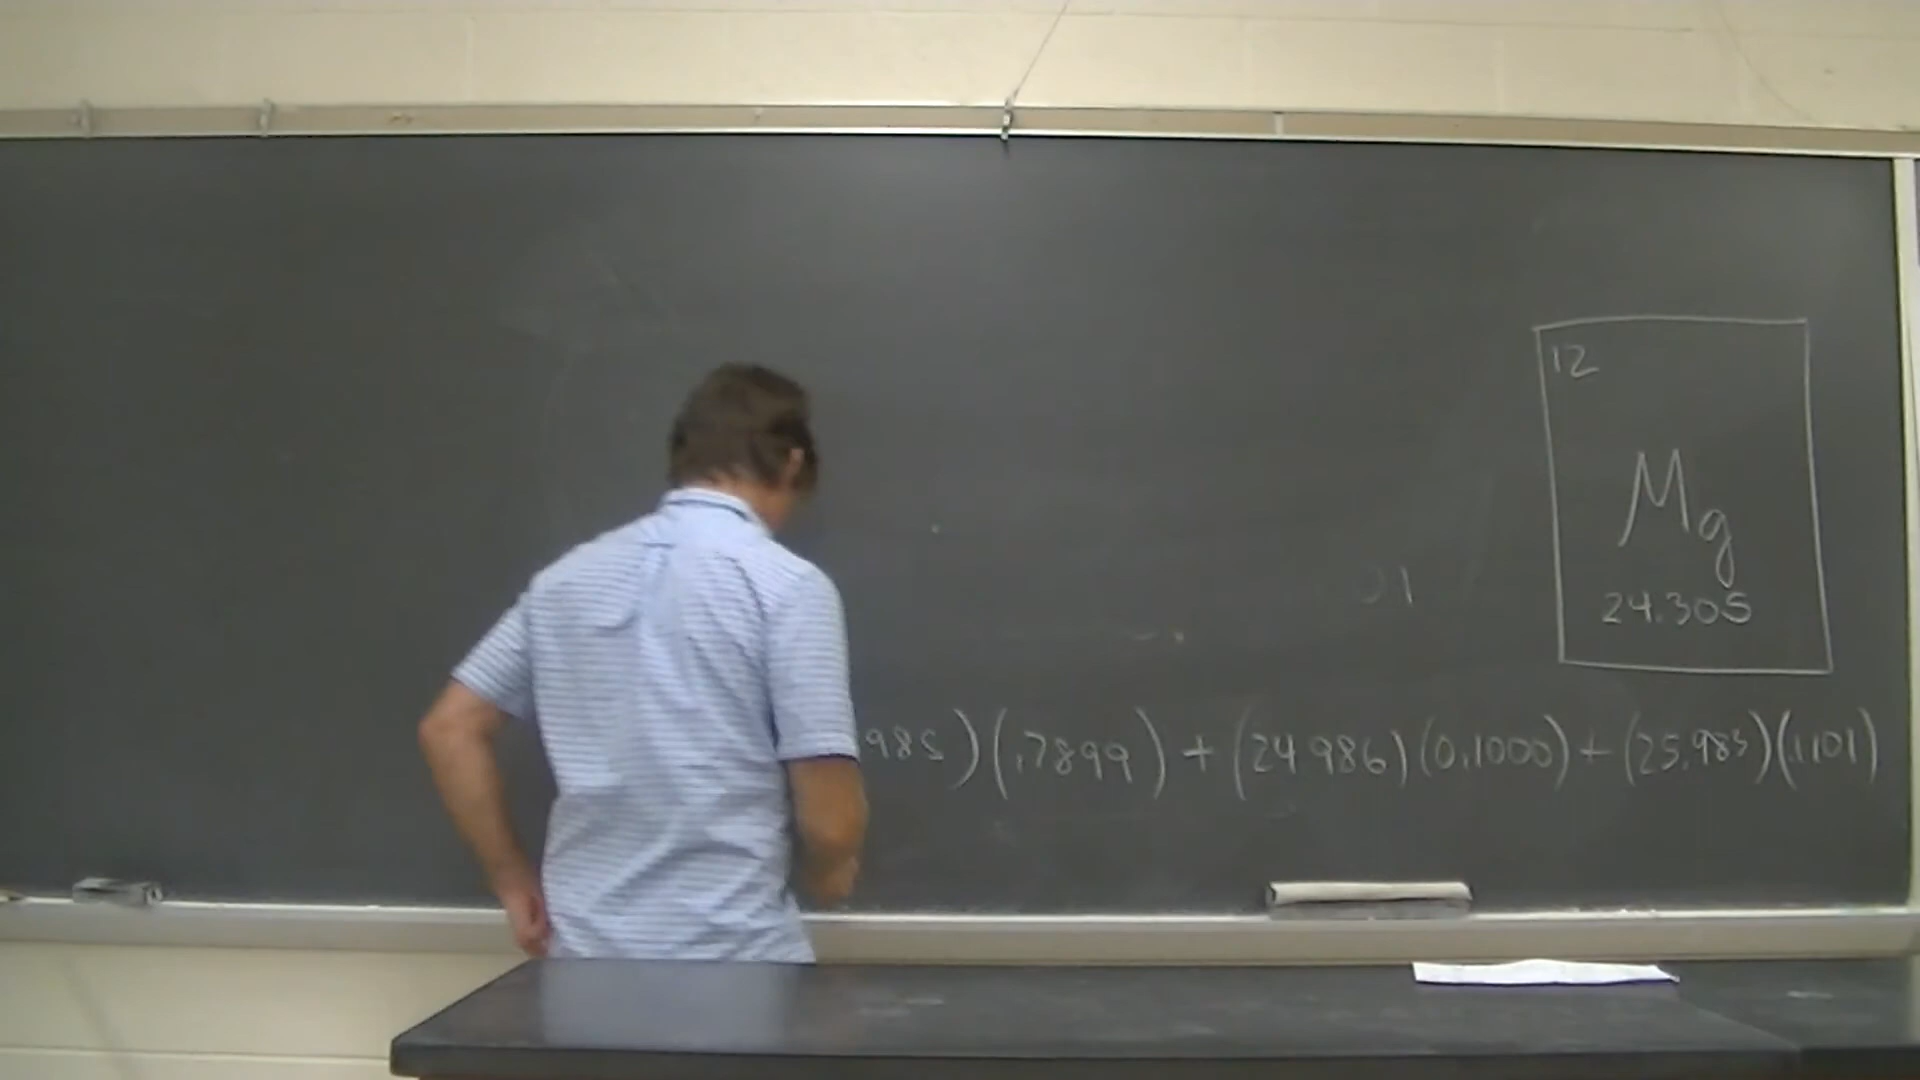 12
Mg
24.305
985)(.7899) + (24.986)(0.1000) + (25.983)(.1101)